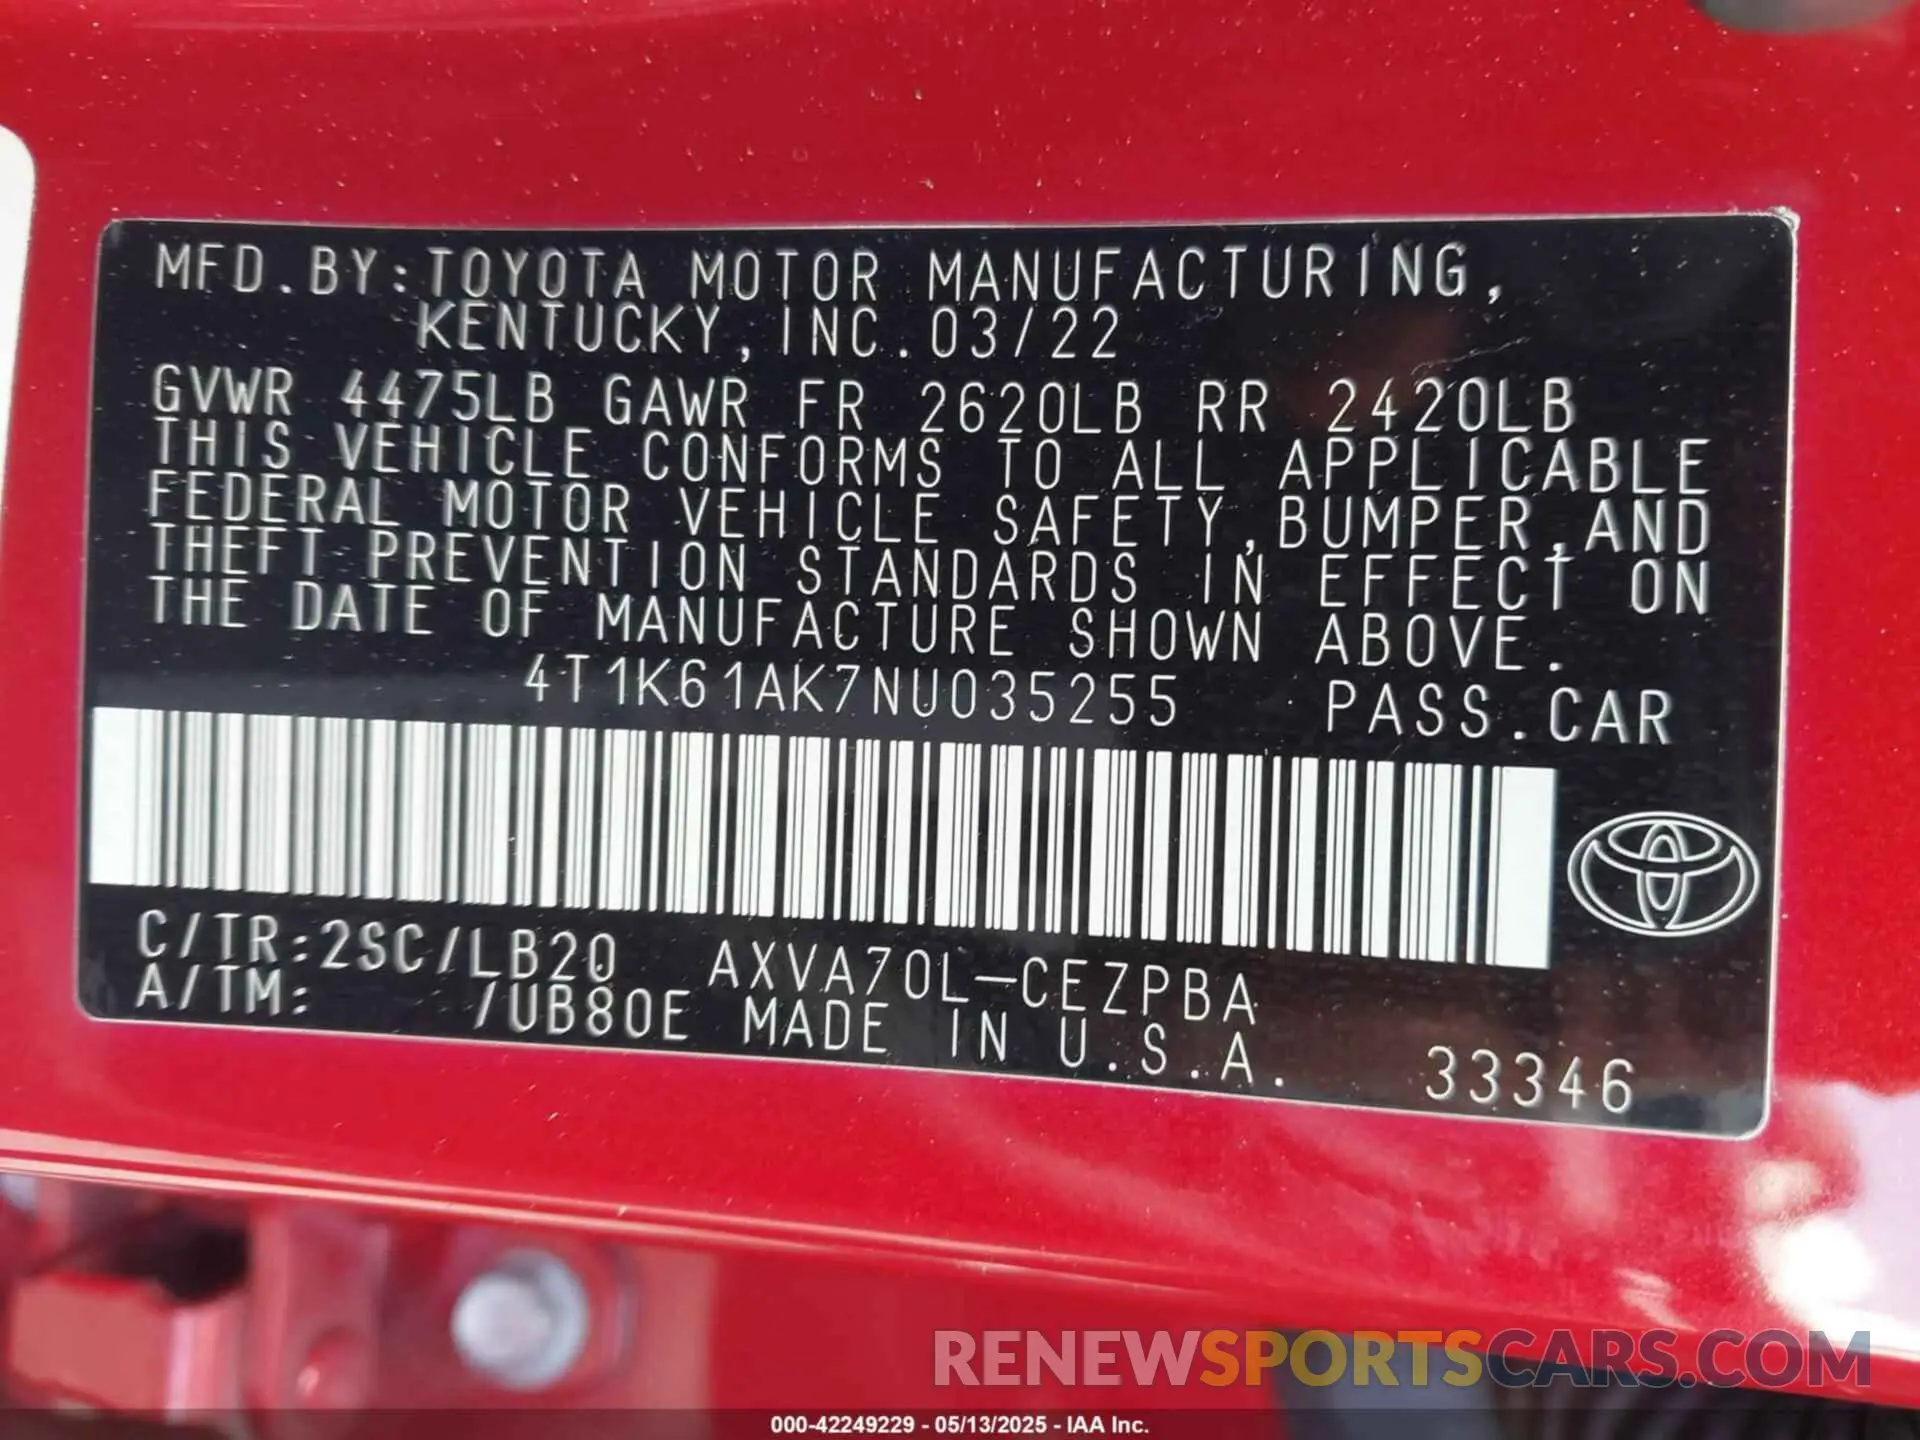 MFD.BY:TOYOTA MOTOR MANUFACTURING,
KENTUCKY,INC.03/22
GVWR 4475LB GAWR FR 2620LB RR 2420LB
THIS VEHICLE CONFORMS TO ALL APPLICABLE
FEDERAL MOTOR VEHICLE SAFETY,BUMPER,AND
THEFT PREVENTION STANDARDS IN EFFECT ON
THE DATE OF MANUFACTURE SHOWN ABOVE.
4T1K61AK7NU035255 PASS.CAR
C/TR:2SC/LB20 AXVA70L-CEZPBA
A/TM: /UB80E MADE IN U.S.A. 33346
RENEWSPORTSCARS.COM
000-42249229 - 05/13/2025 - IAA Inc.